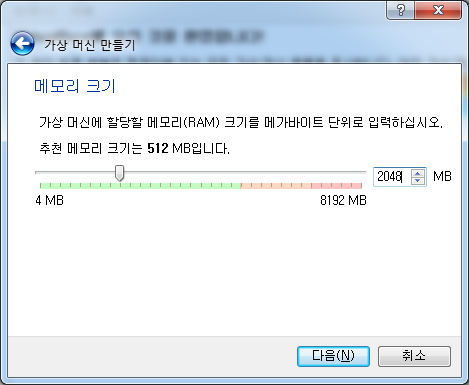 가상 머신 만들기
메모리 크기
가상 머신에 할당할 메모리(RAM) 크기를 메가바이트 단위로 입력하십시오.
추천 메모리 크기는 512 MB입니다.
2048 MB
4 MB 8192 MB
다음(N) 취소